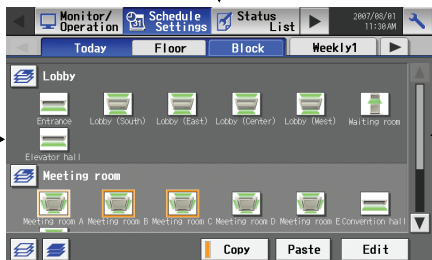 Monitor/ Operation
31 Schedule Settings
Status List
2007/08/01
11:30AM
Today Floor Block Weekly1
Lobby
Entrance Lobby (South) Lobby (East) Lobby (Center) Lobby (West) Waiting room
Elevator hall
Meeting room
Meeting room A Meeting room B Meeting room C Meeting room D Meeting room E Convention hall
Copy Paste Edit